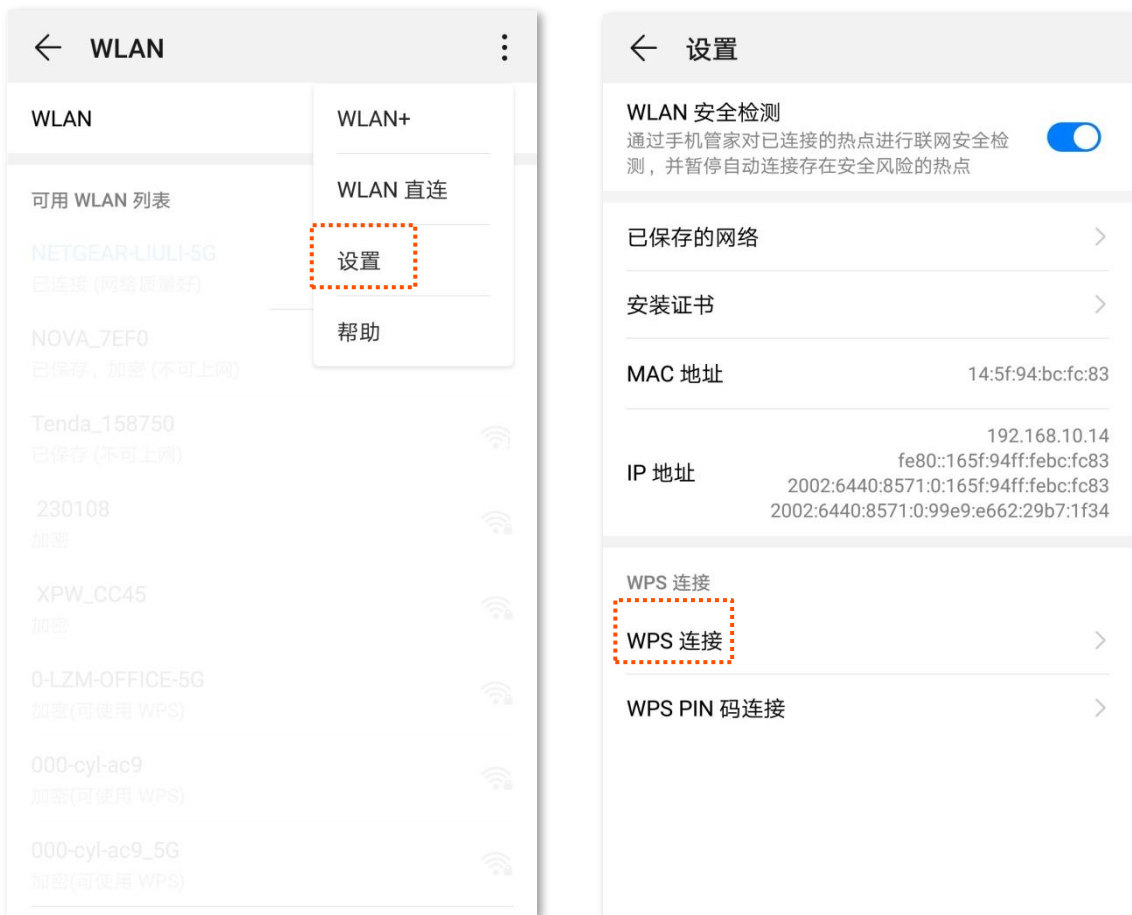 WLAN
WLAN
WLAN+
WLAN 直连
设置
帮助
可用 WLAN 列表
NETGEAR-LIULI-5G
已连接 (网络质量好)
NOVA_7EF0
已保存，加密 (不可上网)
Tenda_158750
已保存 (不可上网)
230108
加密
XPW_CC45
加密
0-LZM-OFFICE-5G
加密(可使用 WPS)
000-cyl-ac9
加密(可使用 WPS)
000-cyl-ac9_5G
加密(可使用 WPS)
设置
WLAN 安全检测
通过手机管家对已连接的热点进行联网安全检
测，并暂停自动连接存在安全风险的热点
已保存的网络
安装证书
MAC 地址
14:5f:94:bc:fc:83
IP 地址
192.168.10.14
fe80::165f:94ff:febc:fc83
2002:6440:8571:0:165f:94ff:febc:fc83
2002:6440:8571:0:99e9:e662:29b7:1f34
WPS 连接
WPS 连接
WPS PIN 码连接